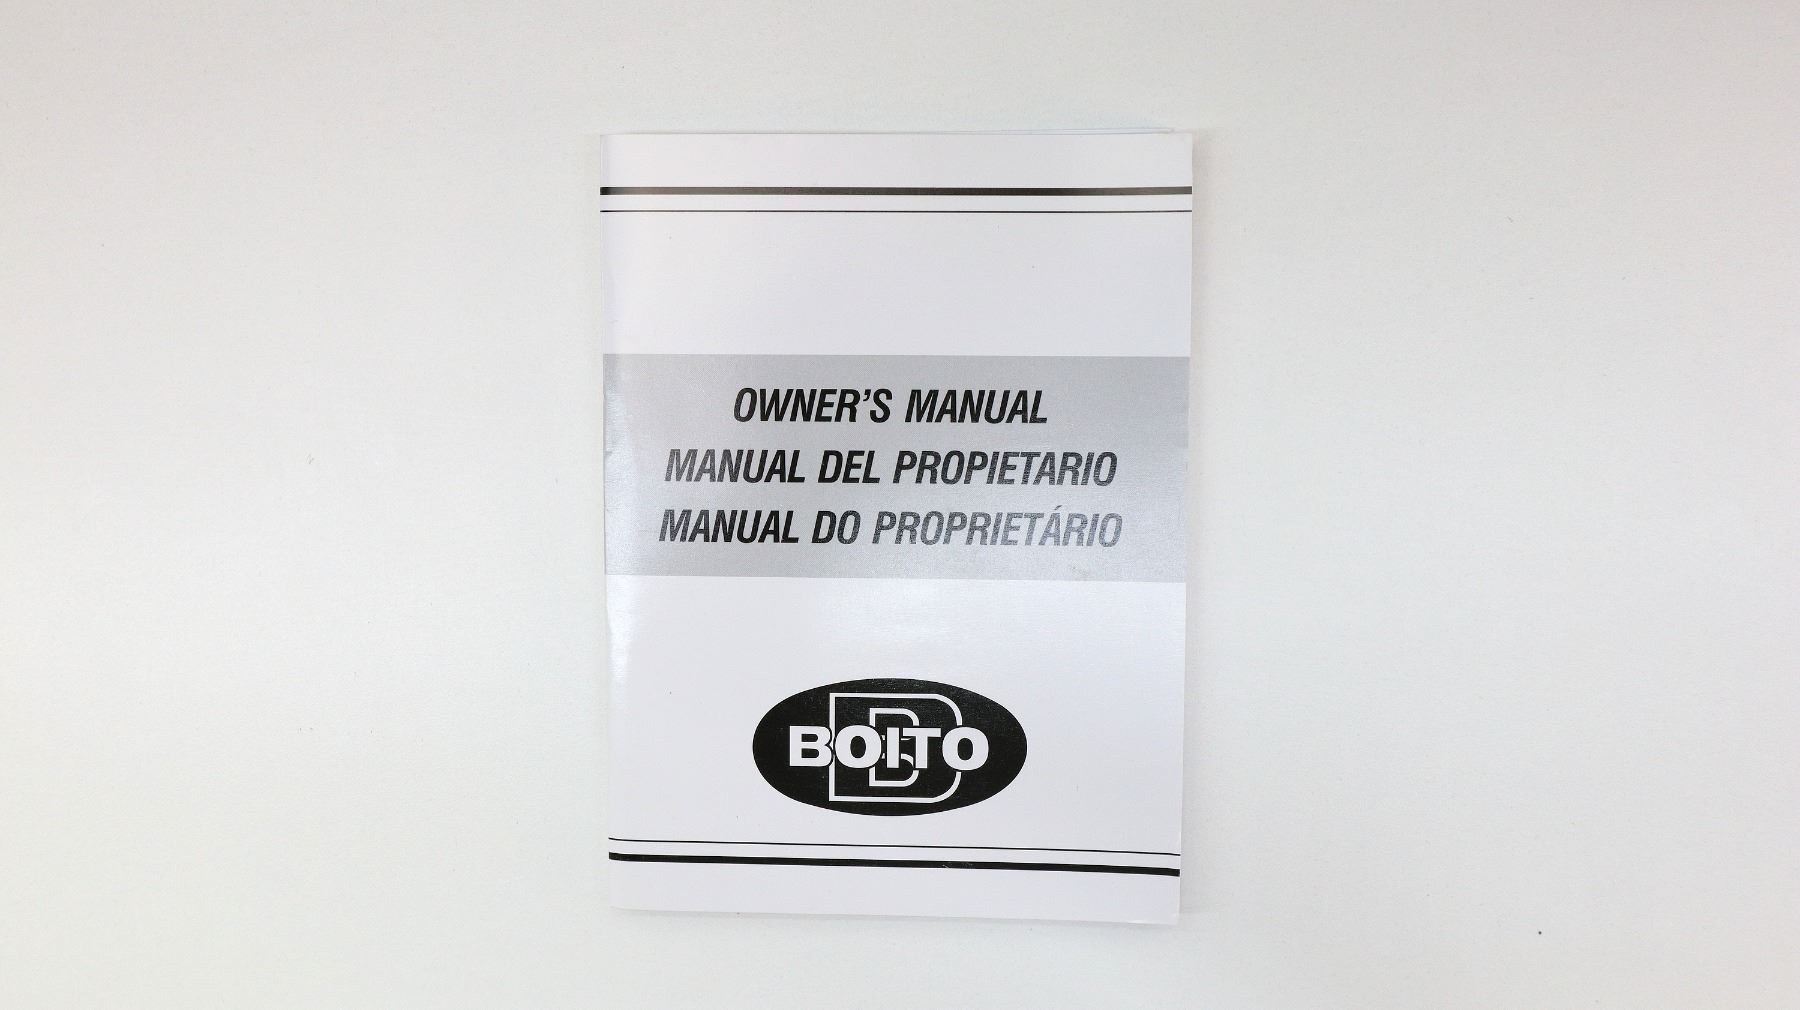 OWNER'S MANUAL
MANUAL DEL PROPIETARIO
MANUAL DO PROPRIETÁRIO
BOITO